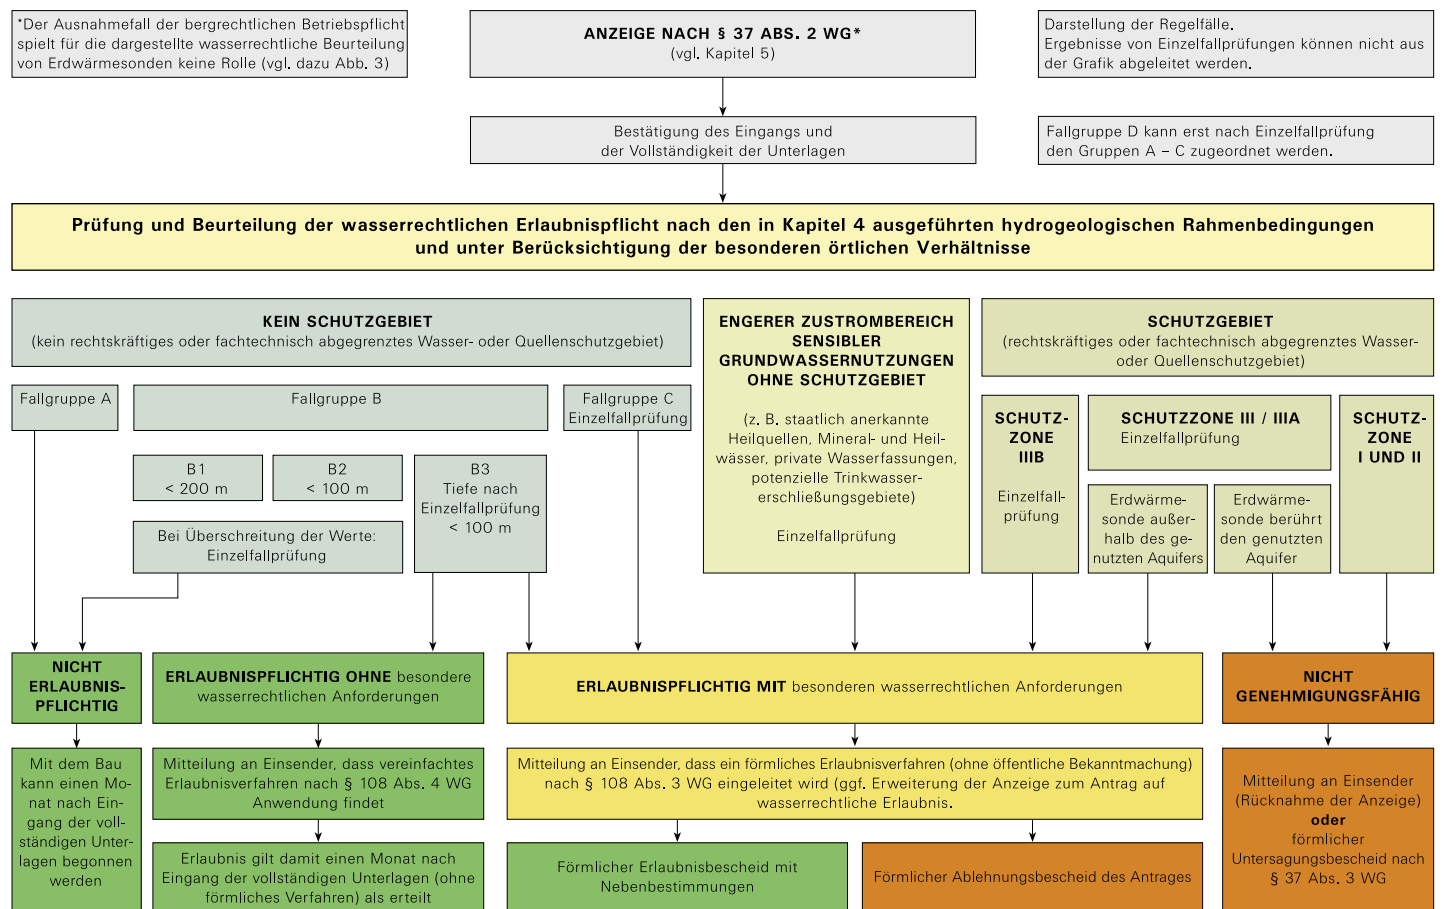 *Der Ausnahmefall der bergrechtlichen Betriebspflicht
spielt für die dargestellte wasserrechtliche Beurteilung
von Erdwärmesonden keine Rolle (vgl. dazu Abb. 3)
ANZEIGE NACH § 37 ABS. 2 WG*
(vgl. Kapitel 5)
Darstellung der Regelfälle.
Ergebnisse von Einzelfallprüfungen können nicht aus
der Grafik abgeleitet werden.
Bestätigung des Eingangs und
der Vollständigkeit der Unterlagen
Fallgruppe D kann erst nach Einzelfallprüfung
den Gruppen A – C zugeordnet werden.
Prüfung und Beurteilung der wasserrechtlichen Erlaubnispflicht nach den in Kapitel 4 ausgeführten hydrogeologischen Rahmenbedingungen
und unter Berücksichtigung der besonderen örtlichen Verhältnisse
KEIN SCHUTZGEBIET
(kein rechtskräftiges oder fachtechnisch abgegrenztes Wasser- oder Quellenschutzgebiet)
Fallgruppe A
Fallgruppe B
Fallgruppe C
Einzelfallprüfung
B1
< 200 m
B2
< 100 m
B3
Tiefe nach
Einzelfallprüfung
< 100 m
Bei Überschreitung der Werte:
Einzelfallprüfung
ENGERER ZUSTROMBEREICH
SENSIBLER
GRUNDWASSERNUTZUNGEN
OHNE SCHUTZGEBIET
(z. B. staatlich anerkannte
Heilquellen, Mineral- und Heil-
wässer, private Wasserfassungen,
potenzielle Trinkwasser-
erschließungsgebiete)
Einzelfallprüfung
SCHUTZGEBIET
(rechtskräftiges oder fachtechnisch abgegrenztes Wasser-
oder Quellenschutzgebiet)
SCHUTZ-
ZONE
IIIB
Einzelfall-
prüfung
SCHUTZZONE III / IIIA
Einzelfallprüfung
Erdwärme-
sonde außer-
halb des ge-
nutzten Aquifers
Erdwärme-
sonde berührt
den genutzten
Aquifer
SCHUTZ-
ZONE
I UND II
NICHT
ERLAUBNIS-
PFLICHTIG
ERLAUBNISPFLICHTIG OHNE besondere
wasserrechtlichen Anforderungen
ERLAUBNISPFLICHTIG MIT besonderen wasserrechtlichen Anforderungen
NICHT
GENEHMIGUNGSFÄHIG
Mit dem Bau
kann einen Mo-
nat nach Ein-
gang der voll-
ständigen Unter-
lagen begonnen
werden
Mitteilung an Einsender, dass vereinfachtes
Erlaubnisverfahren nach § 108 Abs. 4 WG
Anwendung findet
Erlaubnis gilt damit einen Monat nach
Eingang der vollständigen Unterlagen (ohne
förmliches Verfahren) als erteilt
Mitteilung an Einsender, dass ein förmliches Erlaubnisverfahren (ohne öffentliche Bekanntmachung)
nach § 108 Abs. 3 WG eingeleitet wird (ggf. Erweiterung der Anzeige zum Antrag auf
wasserrechtliche Erlaubnis.
Förmlicher Erlaubnisbescheid mit
Nebenbestimmungen
Förmlicher Ablehnungsbescheid des Antrages
Mitteilung an Einsender
(Rücknahme der Anzeige)
oder
förmlicher
Untersagungsbescheid nach
§ 37 Abs. 3 WG